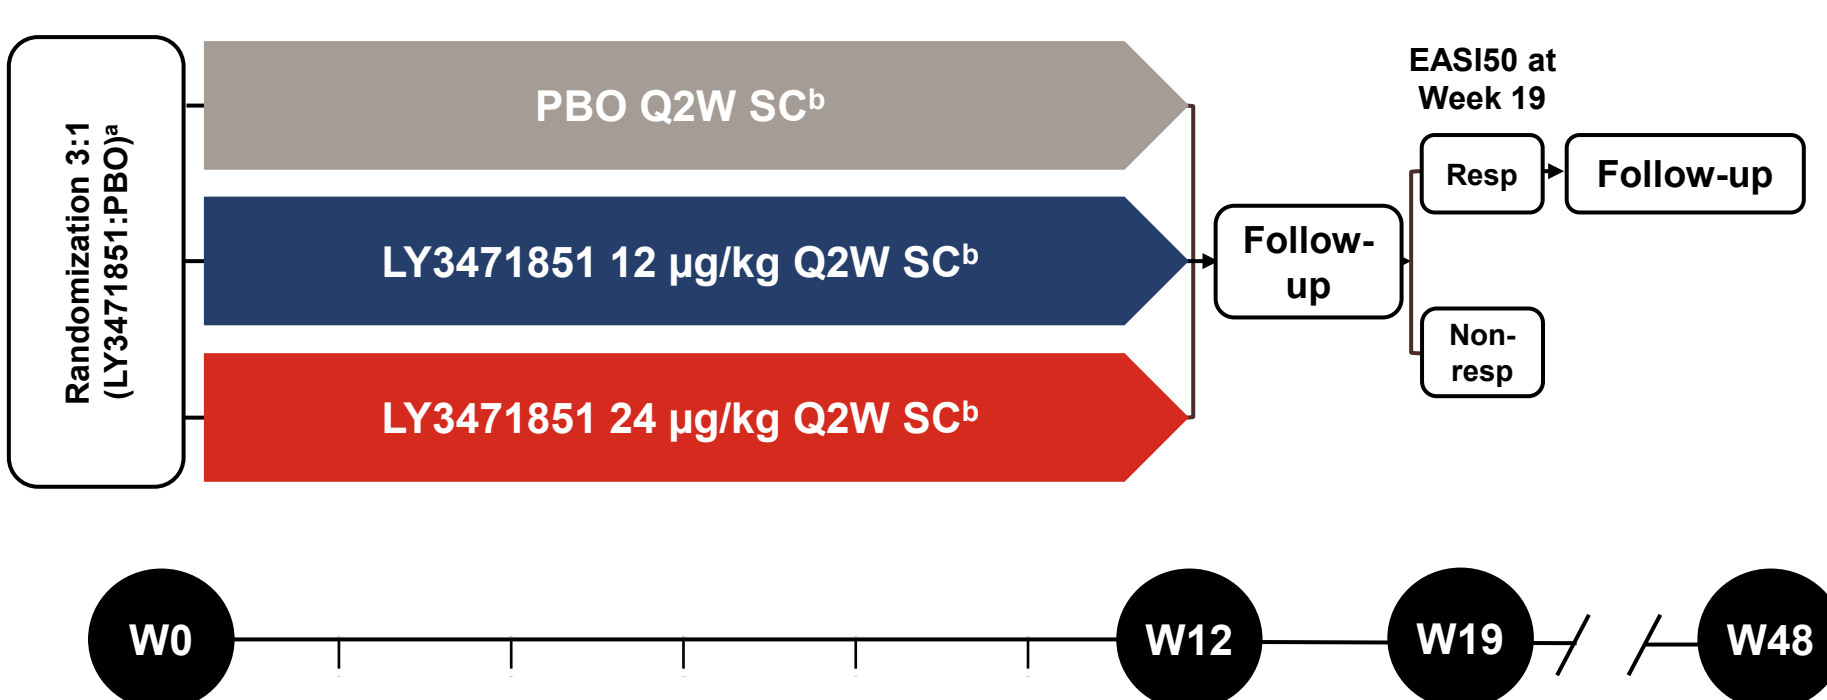 Randomization 3:1
(LY3471851:PBO)ᵃ
PBO Q2W SCᵇ
LY3471851 12 µg/kg Q2W SCᵇ
LY3471851 24 µg/kg Q2W SCᵇ
Follow-
up
EASI50 at
Week 19
Resp
Follow-up
Non-
resp
W0
W12
W19
W48